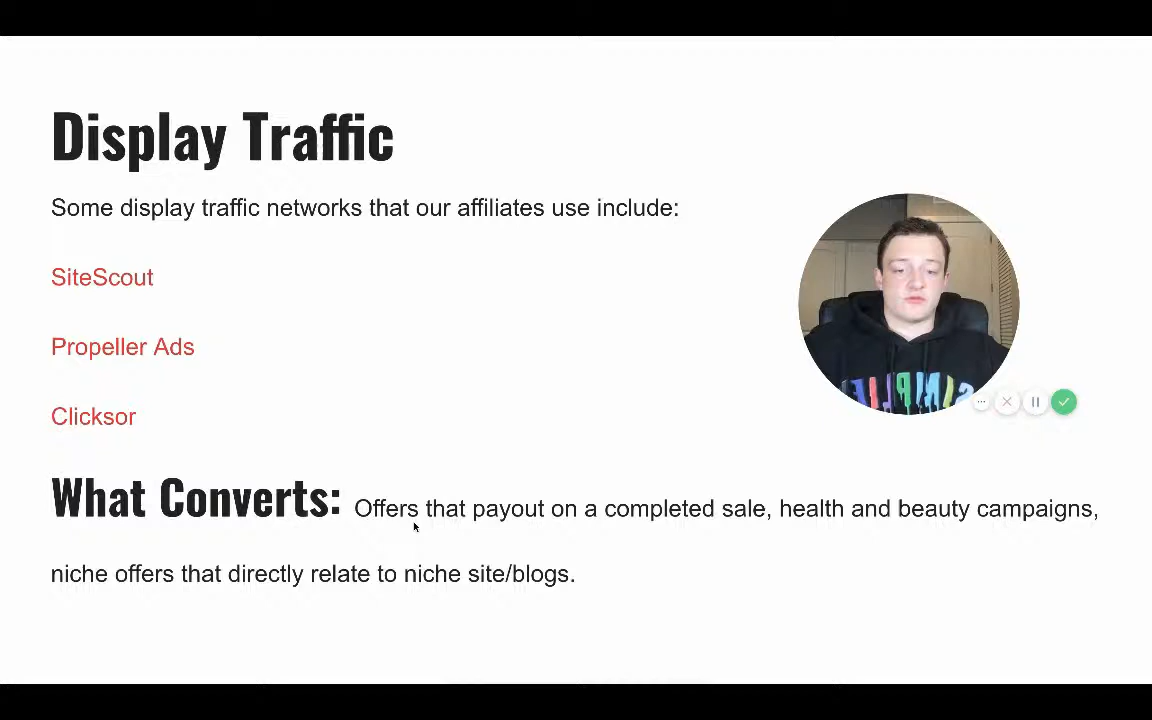 Display Traffic
Some display traffic networks that our affiliates use include:
SiteScout
Propeller Ads
Clicksor
What Converts: Offers that payout on a completed sale, health and beauty campaigns,
niche offers that directly relate to niche site/blogs.